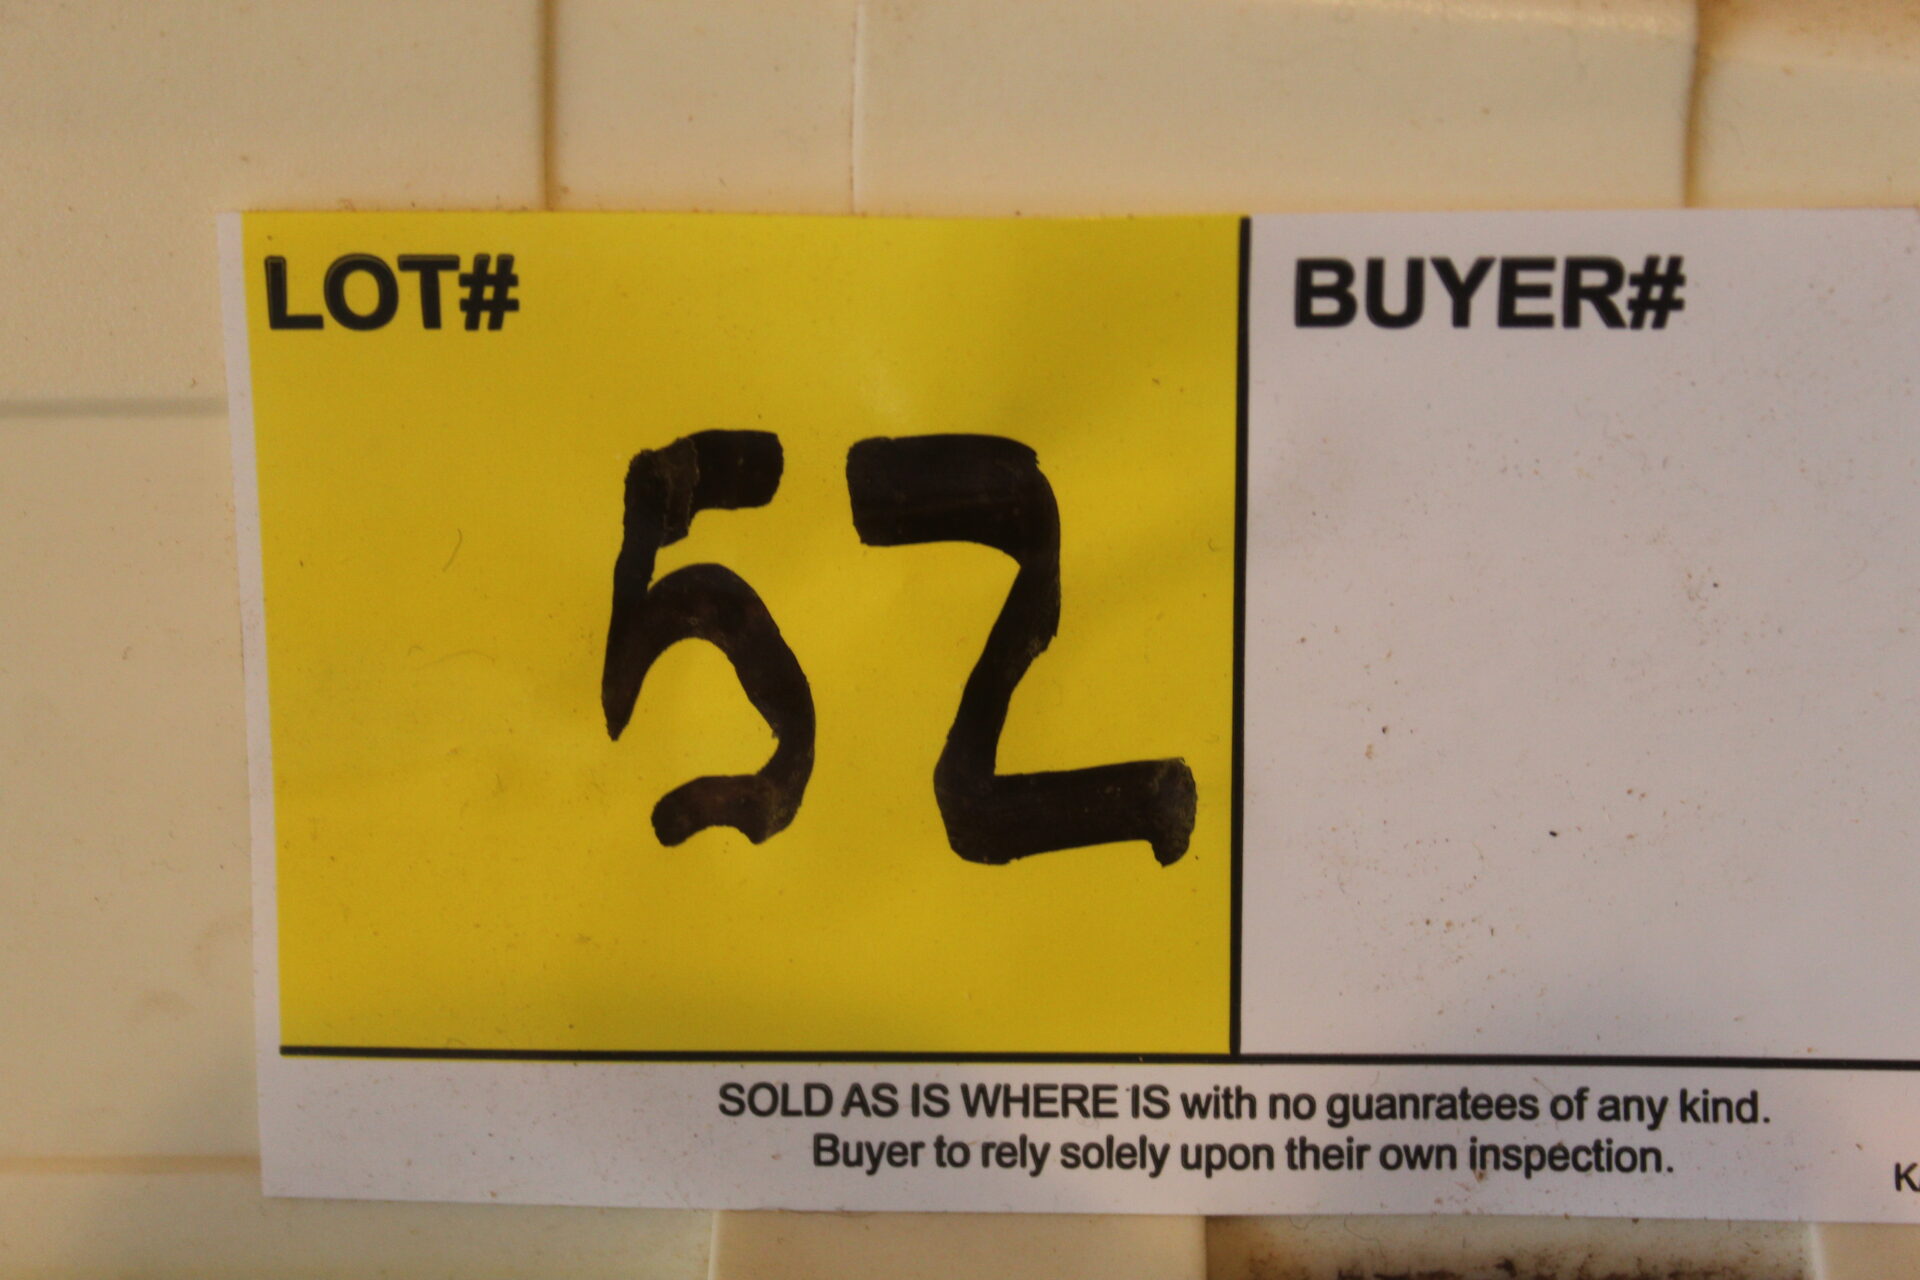 LOT# BUYER#
52
SOLD AS IS WHERE IS with no guanratees of any kind.
Buyer to rely solely upon their own inspection.